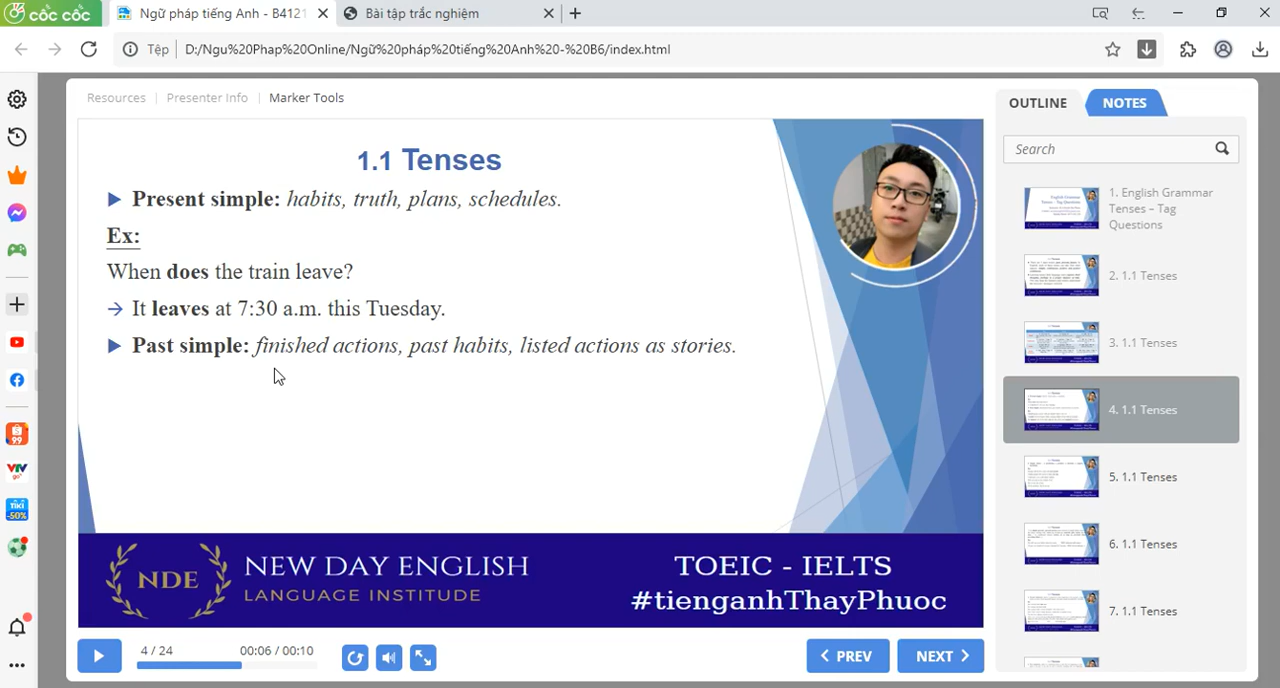 cốc cốc
Ngữ pháp tiếng Anh - B4121
Bài tập trắc nghiệm
Tệp
D:/Ngu%20Phap%20Online/Ngữ%20pháp%20tiếng%20Anh%20-%20B6/index.html
Resources
Presenter Info
Marker Tools
OUTLINE
NOTES
Search
1.1 Tenses
Present simple: habits, truth, plans, schedules.
Ex:
When does the train leave?
→ It leaves at 7:30 a.m. this Tuesday.
Past simple: finished actions, past habits, listed actions as stories.
NDE
NEW DAY ENGLISH
LANGUAGE INSTITUDE
TOEIC - IELTS
#tienganhThayPhuoc
1. English Grammar
Tenses – Tag
Questions
2. 1.1 Tenses
3. 1.1 Tenses
4. 1.1 Tenses
5. 1.1 Tenses
6. 1.1 Tenses
7. 1.1 Tenses
4 / 24
00:06 / 00:10
PREV
NEXT